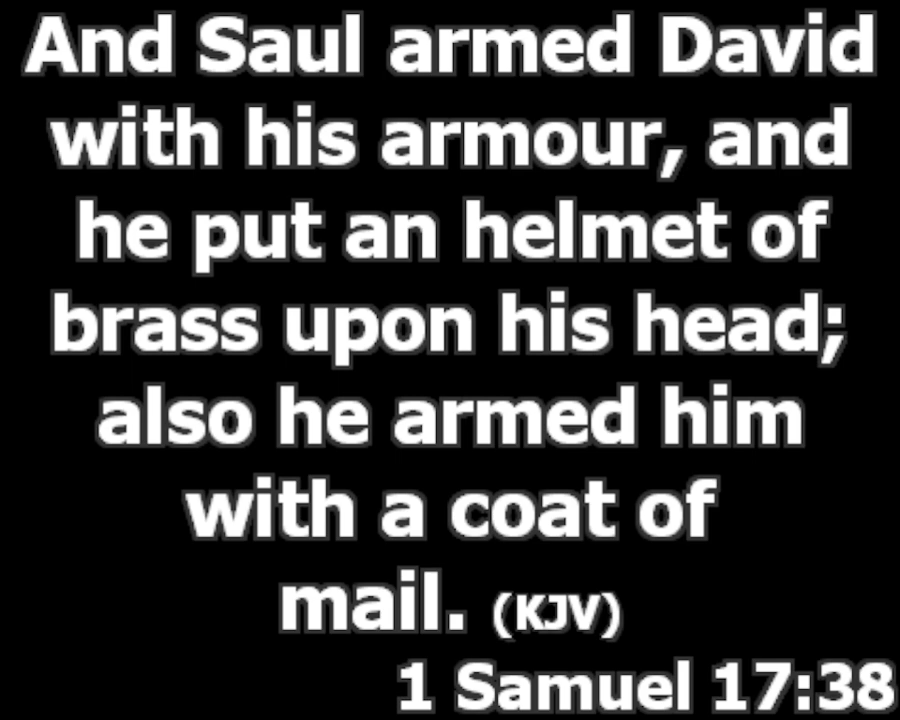 And Saul armed David
with his armour, and
he put an helmet of
brass upon his head;
also he armed him
with a coat of
mail. (KJV)
1 Samuel 17:38